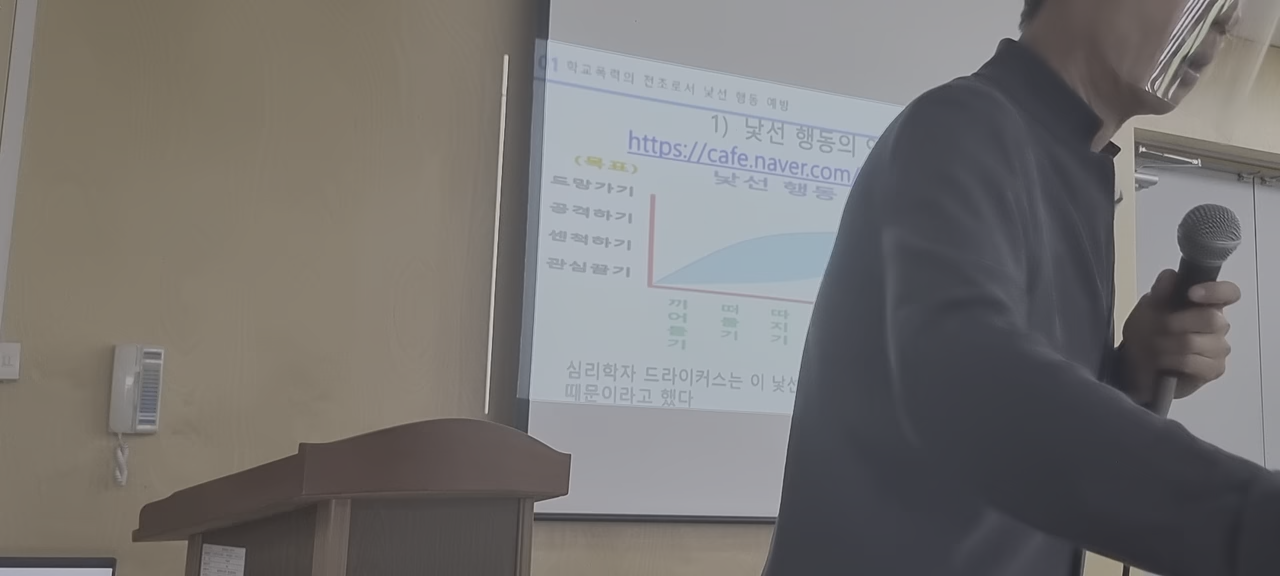 01 학교폭력의 전조로서 낯선 행동 예방
1) 낯선 행동의
https://cafe.naver.com/
(목표)
낯선 행동
도망가기
공격하기
센척하기
관심끌기
끼어들기
떠들기
따지기
심리학자 드라이커스는 이 낯선
때문이라고 했다